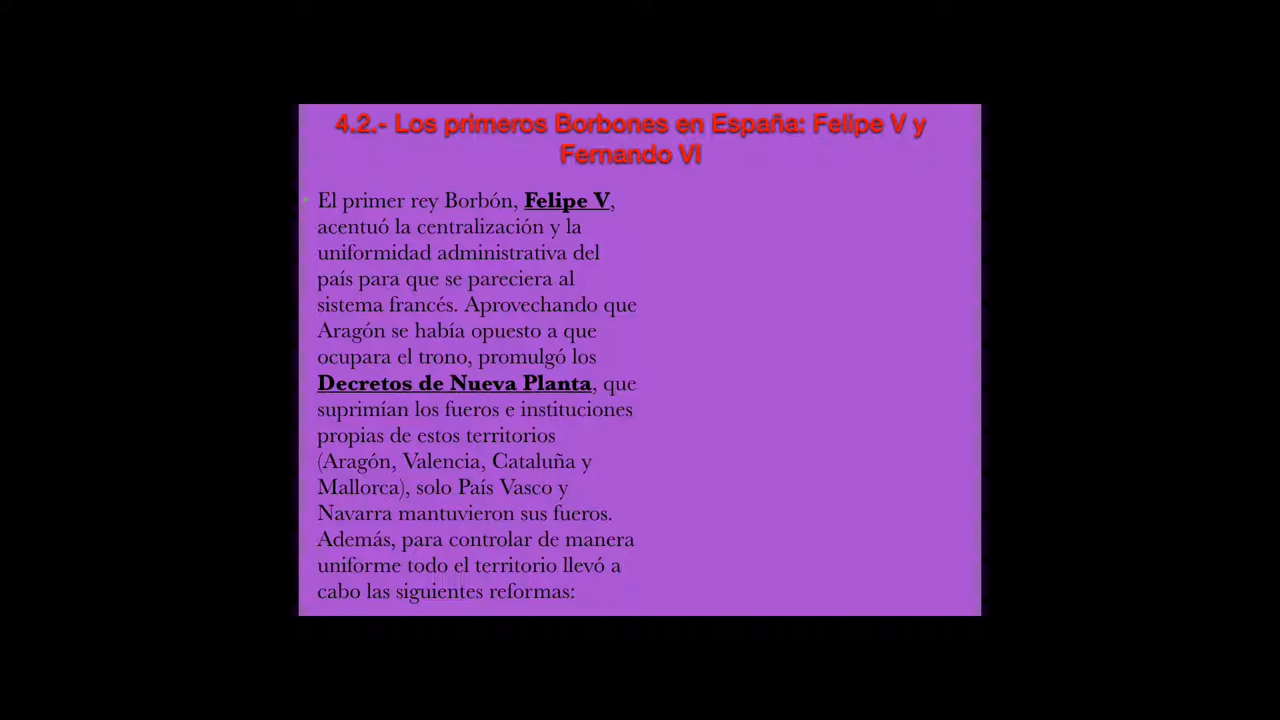 4.2.- Los primeros Borbones en España: Felipe V y
Fernando VI
El primer rey Borbón, Felipe V,
acentuó la centralización y la
uniformidad administrativa del
país para que se pareciera al
sistema francés. Aprovechando que
Aragón se había opuesto a que
ocupara el trono, promulgó los
Decretos de Nueva Planta, que
suprimían los fueros e instituciones
propias de estos territorios
(Aragón, Valencia, Cataluña y
Mallorca), solo País Vasco y
Navarra mantuvieron sus fueros.
Además, para controlar de manera
uniforme todo el territorio llevó a
cabo las siguientes reformas: